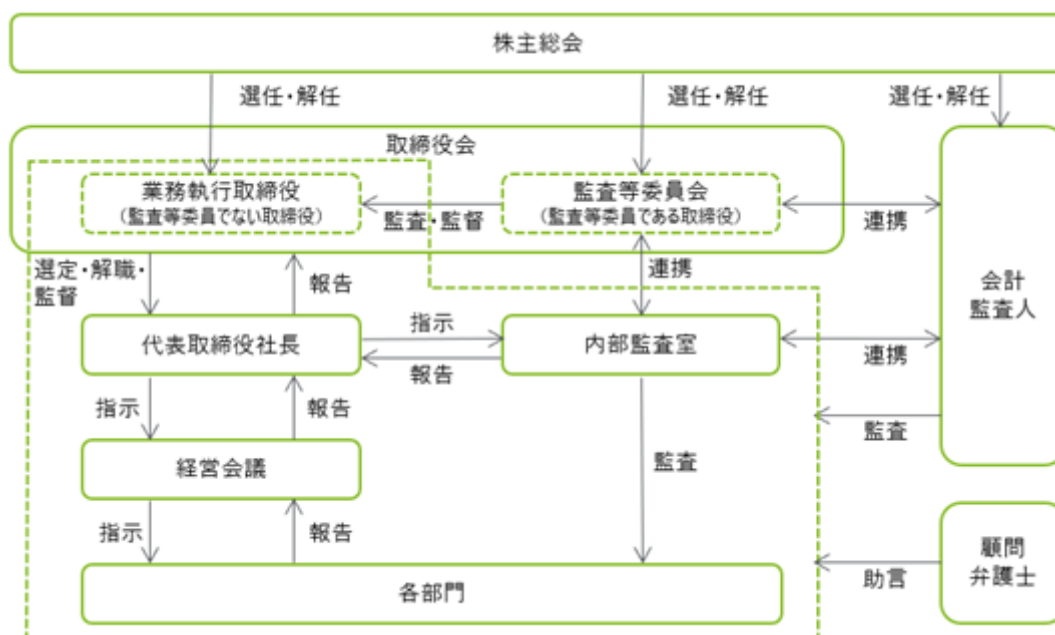 株主総会
選任・解任
選任・解任
選任・解任
取締役会
業務執行取締役
(監査等委員でない取締役)
監査・監督
監査等委員会
(監査等委員である取締役)
連携
選定・解職・
監督
報告
連携
会計
監査人
代表取締役社長
指示
報告
内部監査室
連携
指示
報告
監査
経営会議
監査
指示
報告
顧問
弁護士
助言
各部門